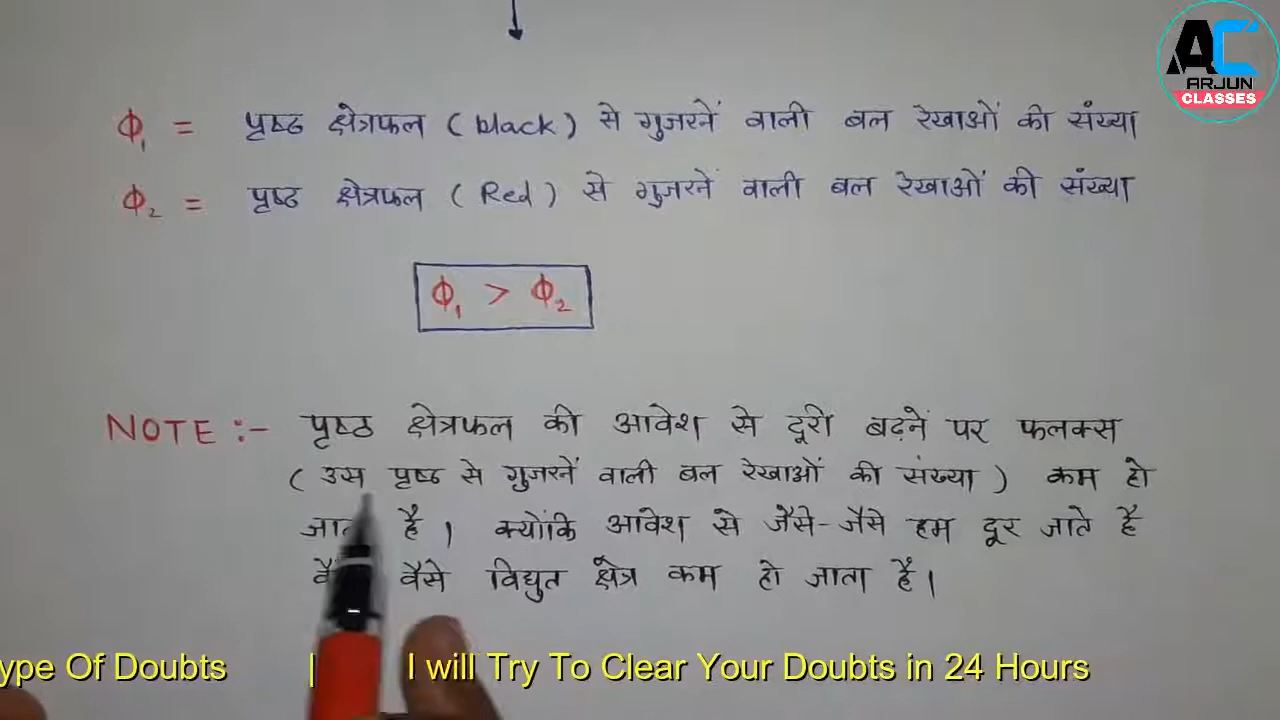 AC
ARJUN
CLASSES
Φ₁ = पृष्ठ क्षेत्रफल ( black ) से गुजरनें वाली बल रेखाओं की संख्या
Φ₂ = पृष्ठ क्षेत्रफल ( Red ) से गुजरनें वाली बल रेखाओं की संख्या
Φ₁ > Φ₂
NOTE :- पृष्ठ क्षेत्रफल की आवेश से दूरी बढ़नें पर फलक्स
( उस पृष्ठ से गुजरनें वाली बल रेखाओं की संख्या ) कम हो
है । क्योंकि आवेश से जैसे-जैसे हम दूर जाते है
वैसे विद्युत क्षेत्र कम हो जाता है ।
ype Of Doubts | I will Try To Clear Your Doubts in 24 Hours